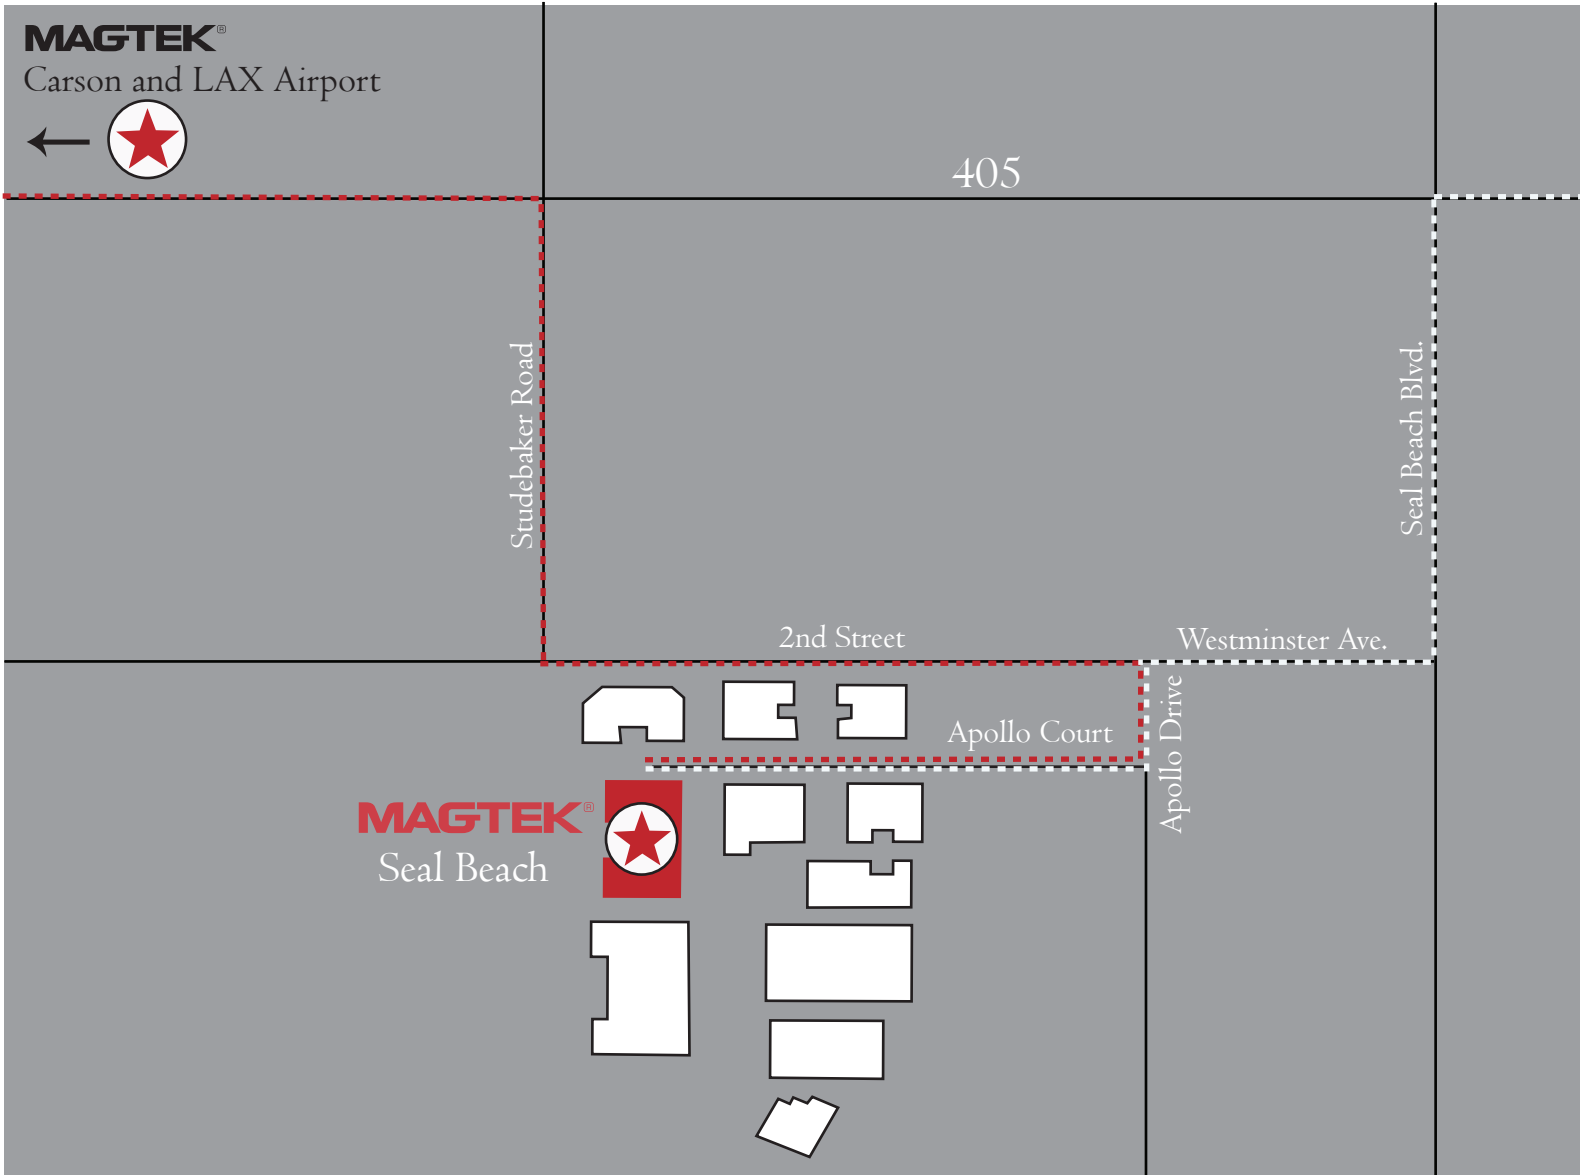 MAGTEK®
Carson and LAX Airport
405
Studebaker Road
Seal Beach Blvd.
2nd Street
Westminster Ave.
Apollo Court
Apollo Drive
MAGTEK®
Seal Beach